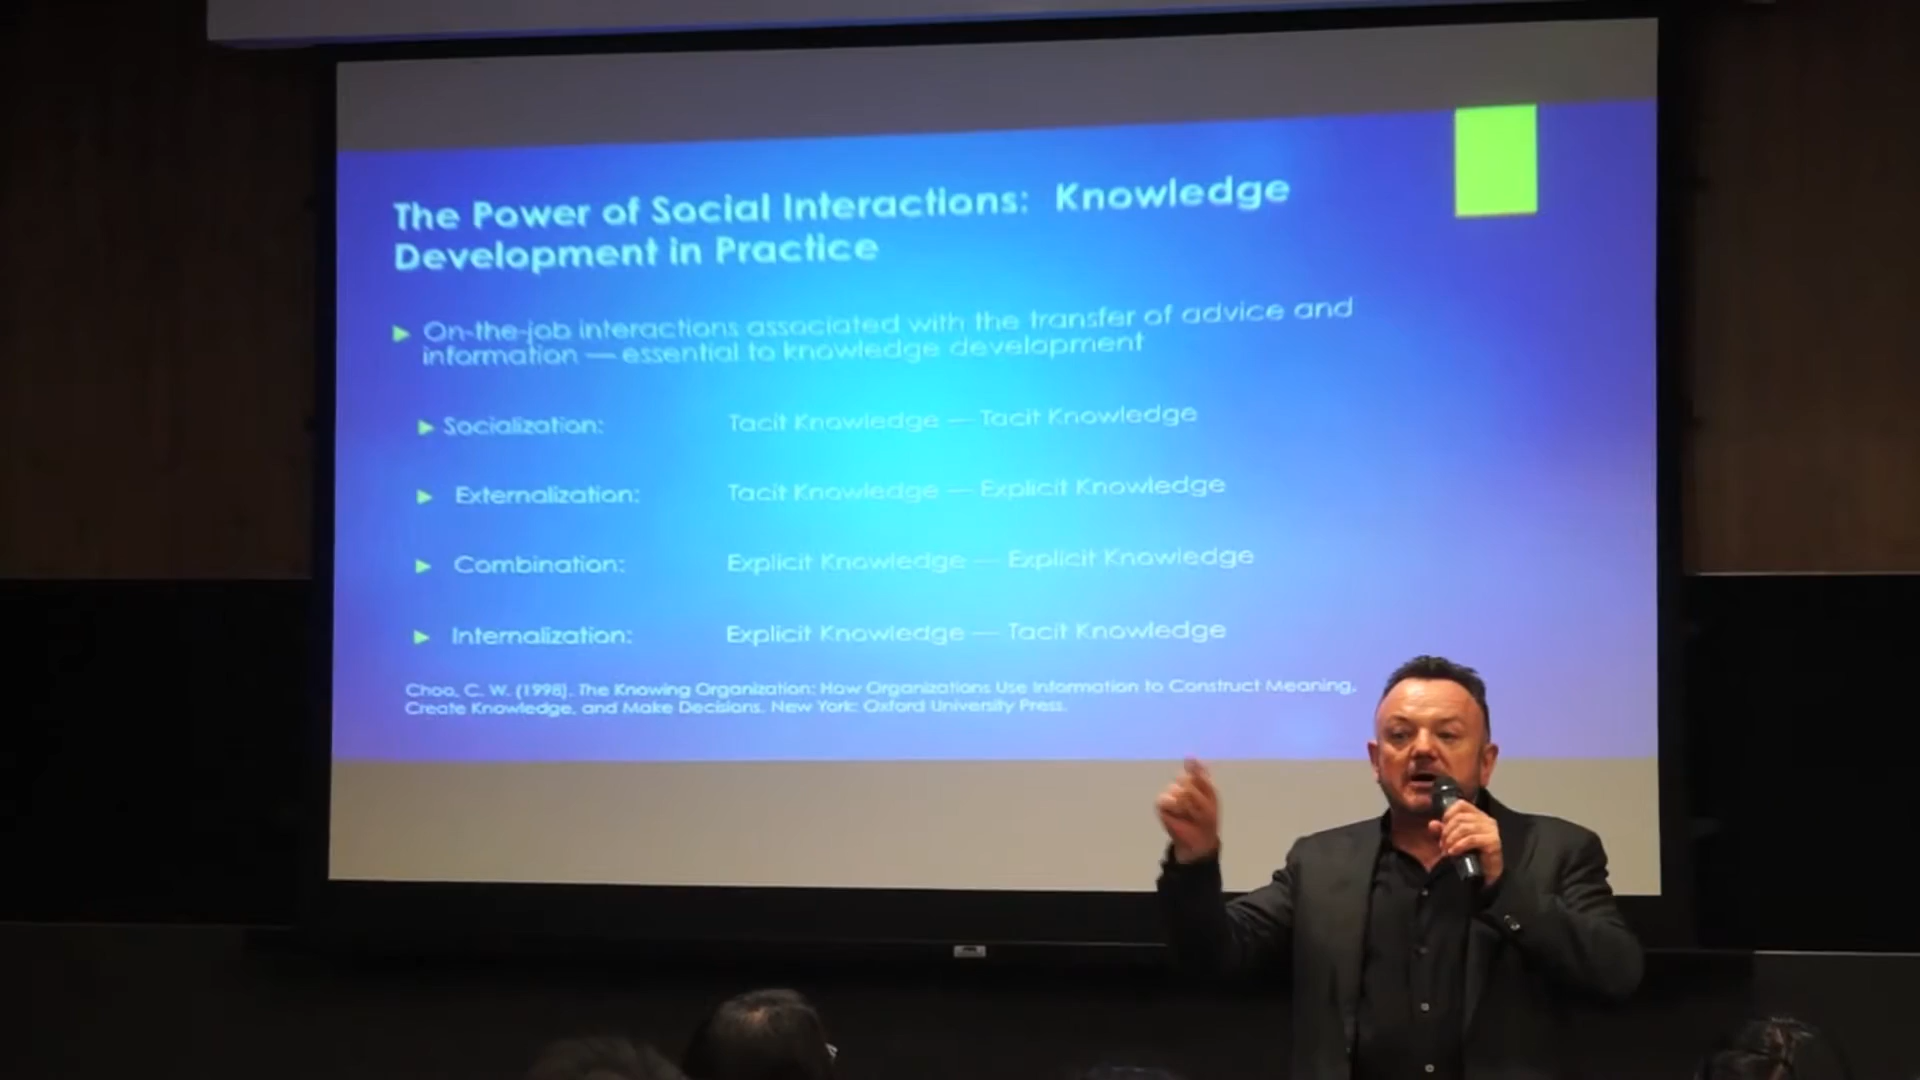 The Power of Social Interactions: Knowledge
Development in Practice
On-the-job interactions associated with the transfer of advice and
information — essential to knowledge development
Socialization: Tacit Knowledge — Tacit Knowledge
Externalization: Tacit Knowledge — Explicit Knowledge
Combination: Explicit Knowledge — Explicit Knowledge
Internalization: Explicit Knowledge — Tacit Knowledge
Choo, C. W. (1998). The Knowing Organization: How Organizations Use Information to Construct Meaning,
Create Knowledge, and Make Decisions. New York: Oxford University Press.